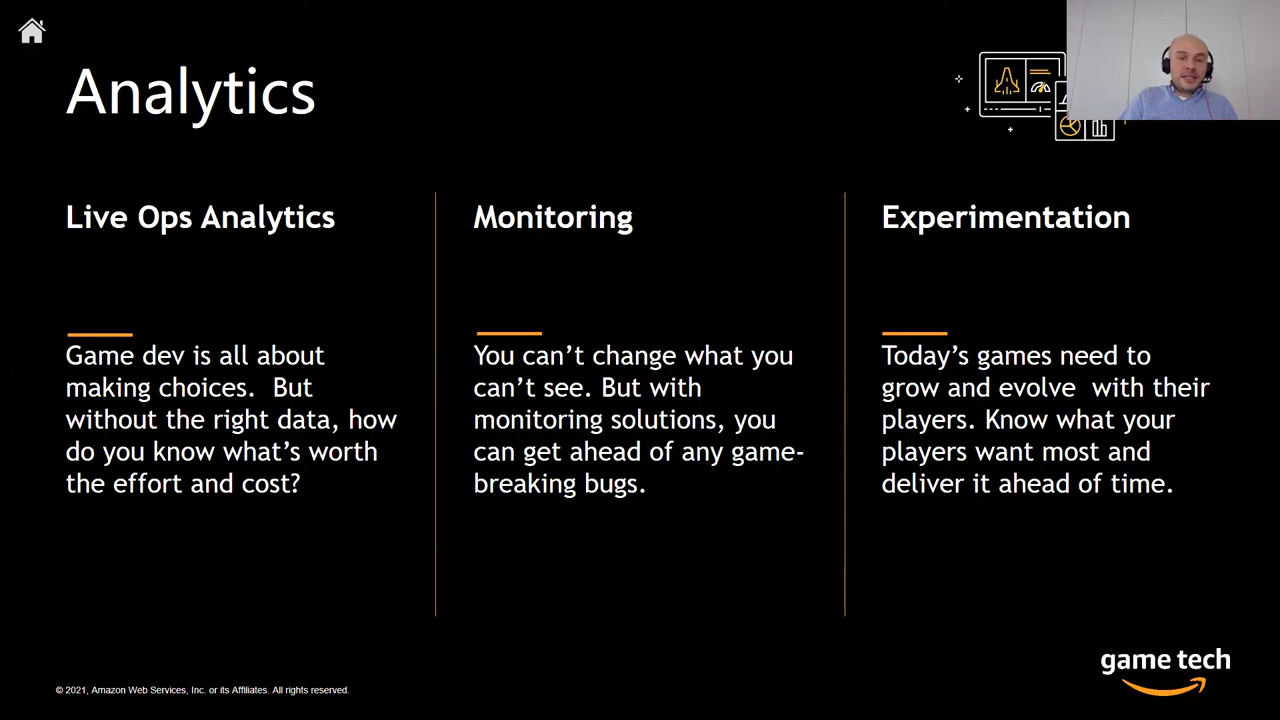 Analytics
Live Ops Analytics
Game dev is all about
making choices.  But
without the right data, how
do you know what’s worth
the effort and cost?
Monitoring
You can’t change what you
can’t see. But with
monitoring solutions, you
can get ahead of any game-
breaking bugs.
Experimentation
Today’s games need to
grow and evolve  with their
players. Know what your
players want most and
deliver it ahead of time.
game tech
© 2021, Amazon Web Services, Inc. or its Affiliates. All rights reserved.